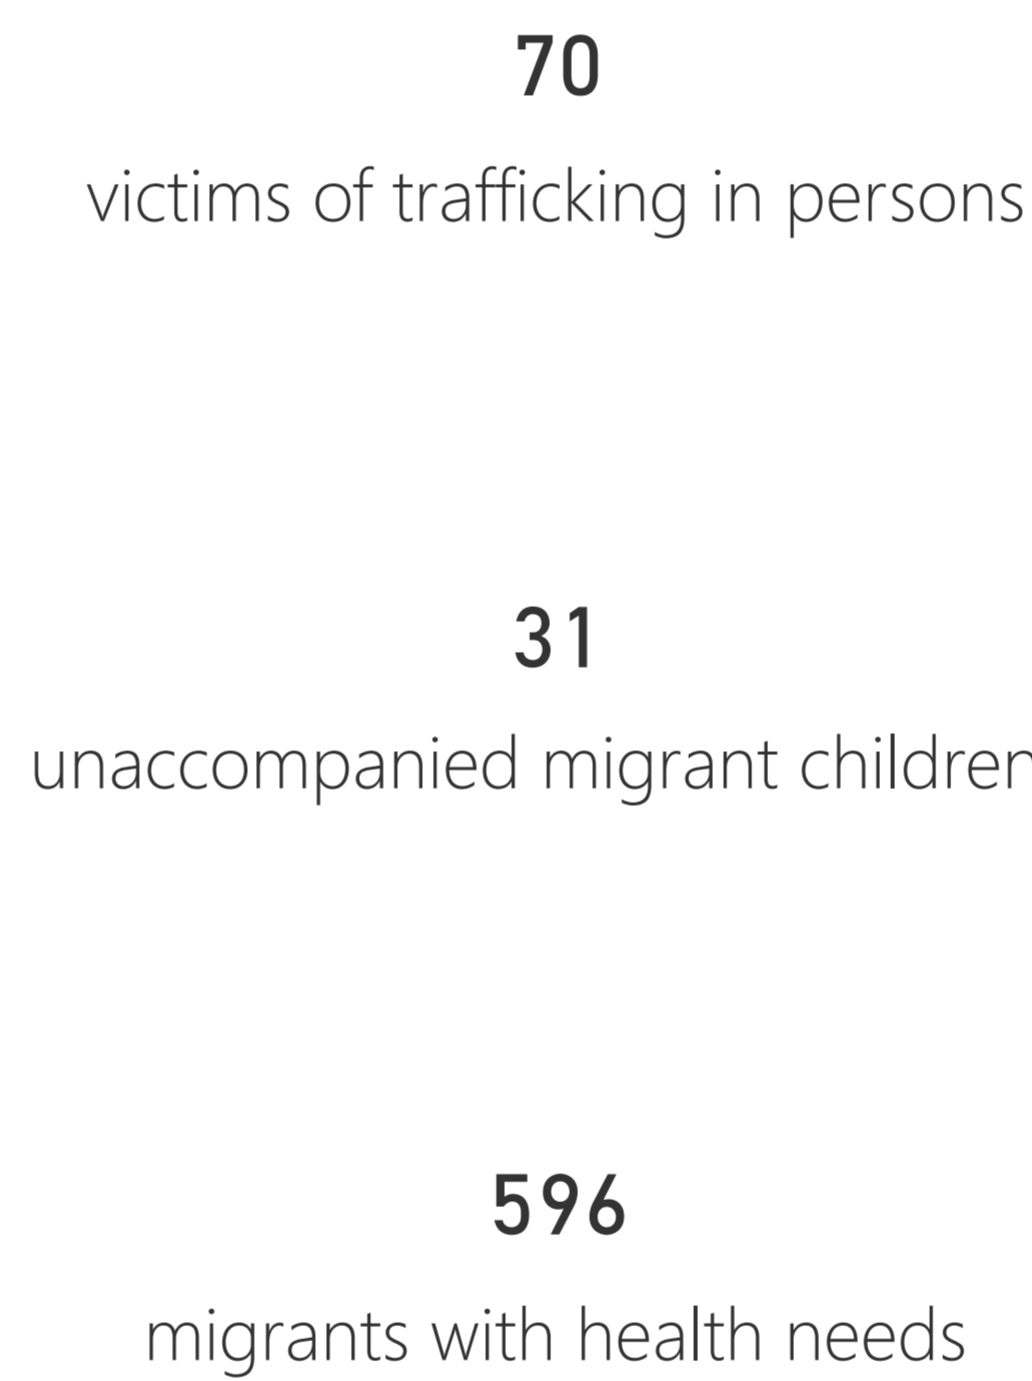 70
victims of trafficking in persons
31
unaccompanied migrant children
596
migrants with health needs